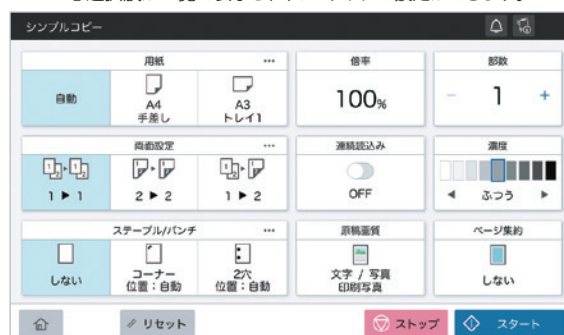 シンプルコピー
用紙 ･･･
自動
A4
手差し
A3
トレイ1
倍率
100%
部数
− 1 +
両面設定 ･･･
1 ▶ 1
2 ▶ 2
1 ▶ 2
連続読込み
OFF
濃度
◀ ふつう ▶
ステープル/パンチ ･･･
しない
コーナー
位置：自動
2穴
位置：自動
原稿画質
文字 / 写真
印刷写真
ページ集約
しない
リセット
ストップ
スタート